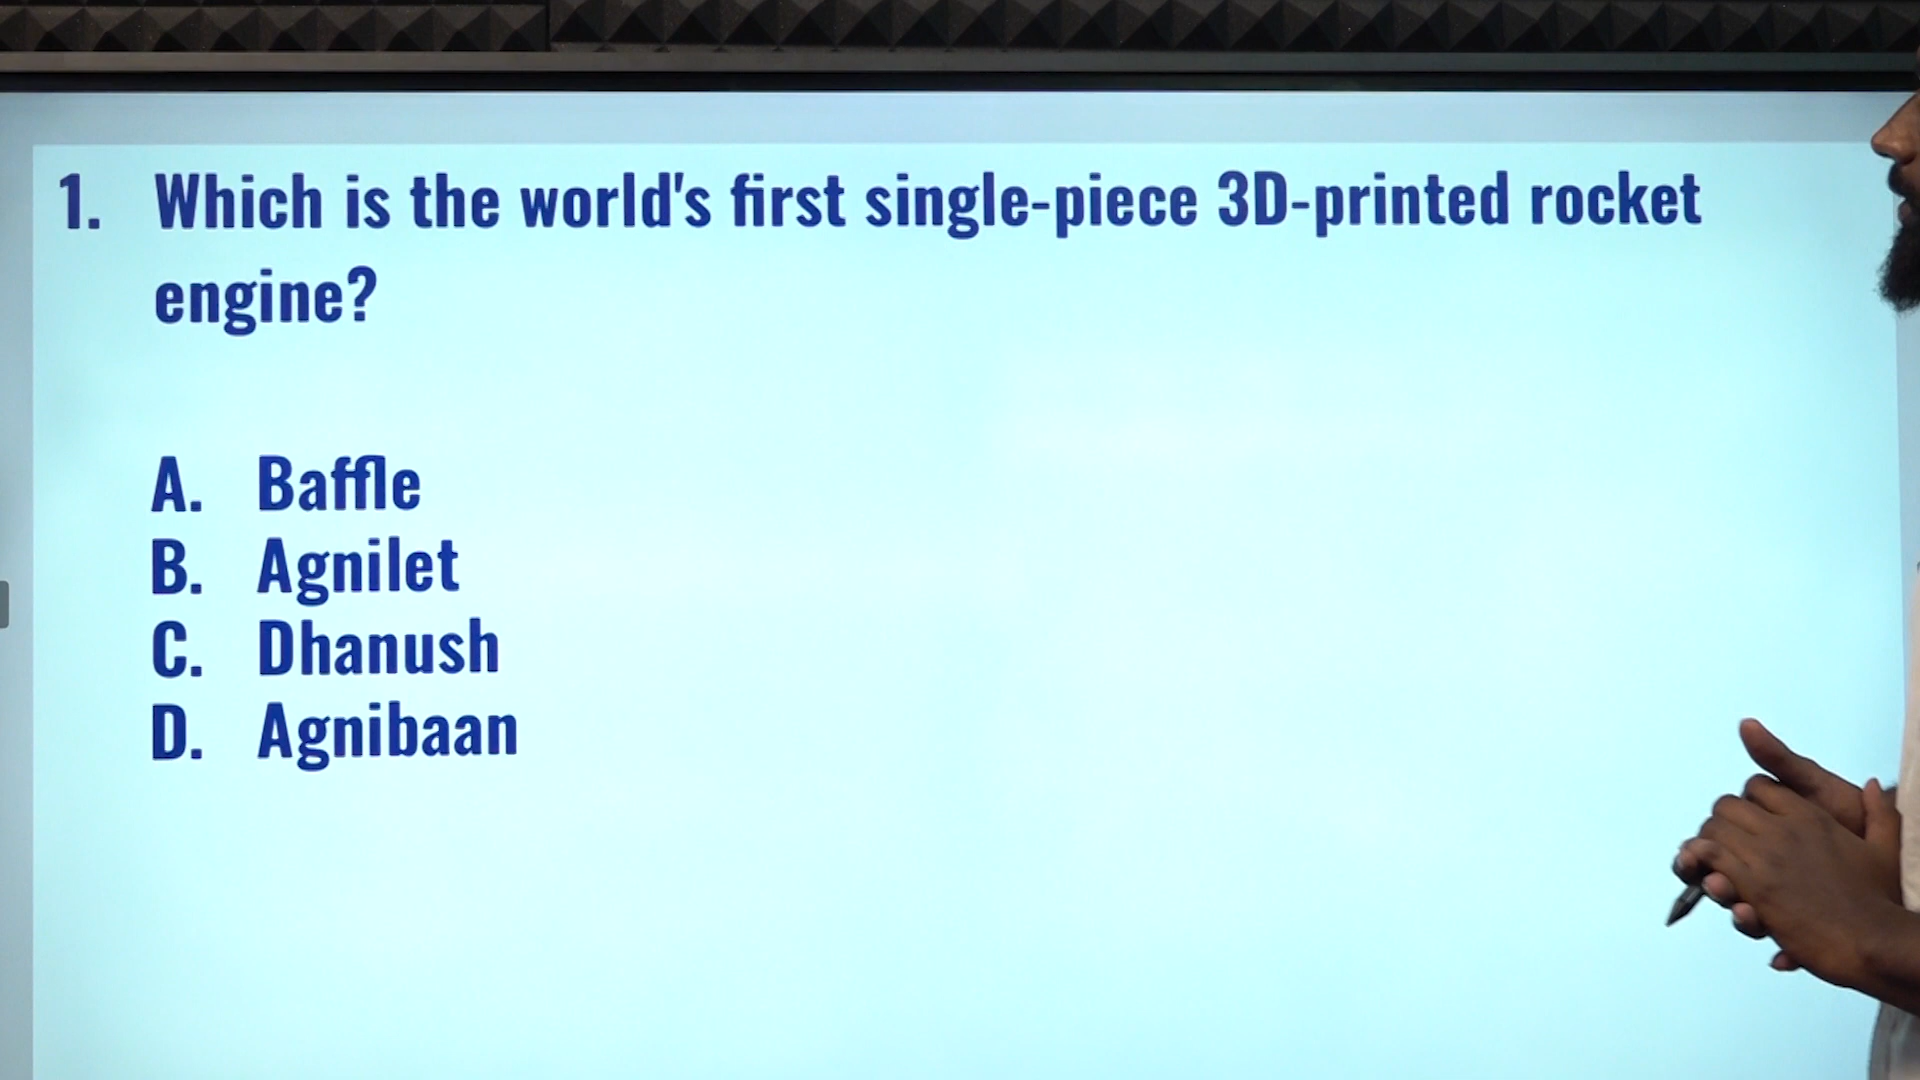 1. Which is the world's first single-piece 3D-printed rocket
engine?
A. Baffle
B. Agnilet
C. Dhanush
D. Agnibaan